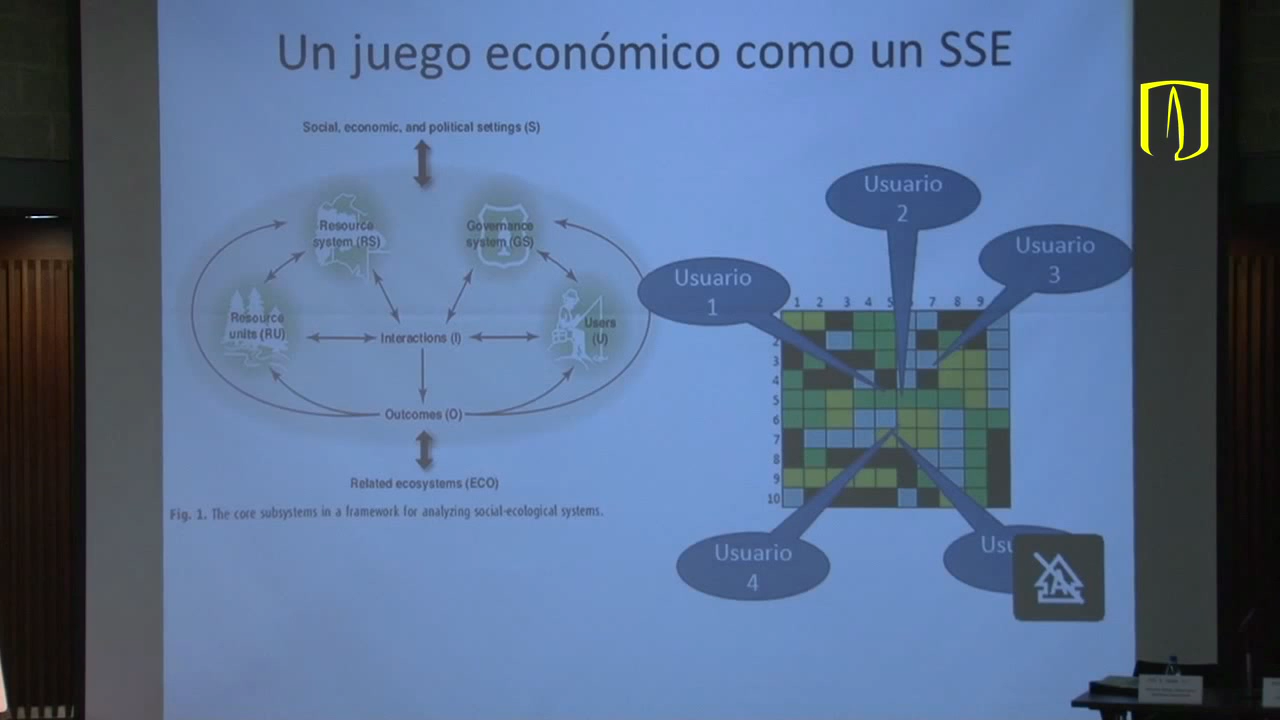 Un juego económico como un SSE
Social, economic, and political settings (S)
Resource
system (RS)
Governance
system (GS)
Resource
units (RU)
Interactions (I)
Users
(U)
Outcomes (O)
Related ecosystems (ECO)
Fig. 1. The core subsystems in a framework for analyzing social-ecological systems.
Usuario
2
Usuario
3
Usuario
1
1 2 3 4 5 7 8 9
2
3
4
5
6
7
8
9
10
Usuario
4